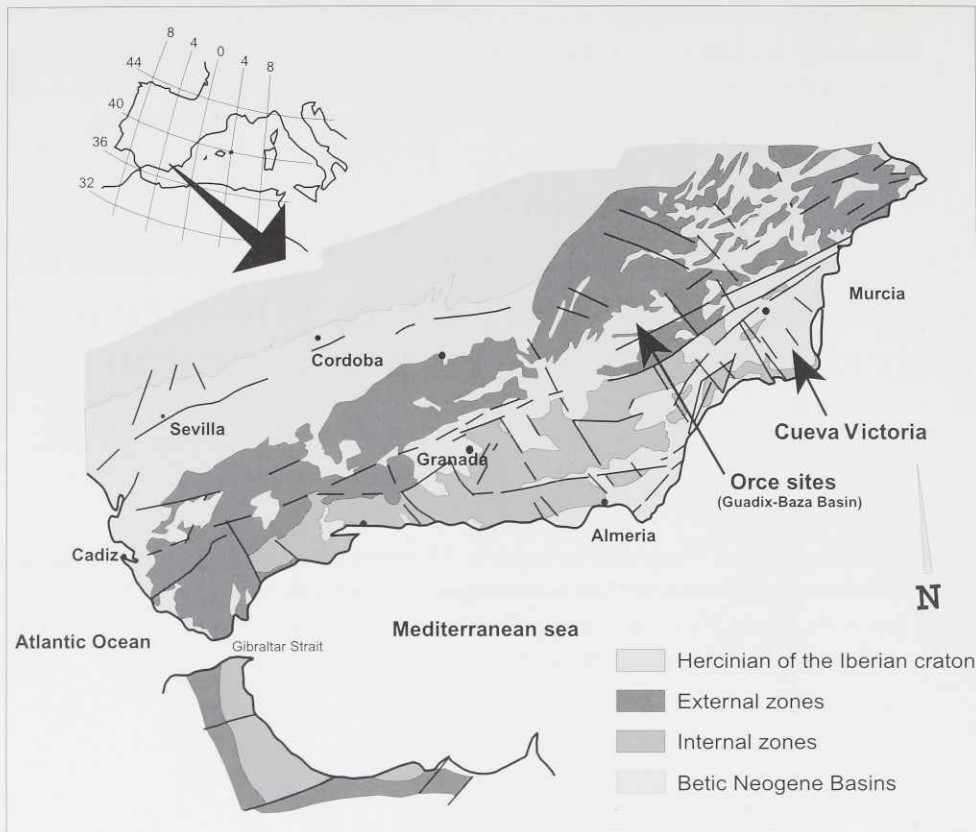 8
4
0
4
8
44
40
36
32
Murcia
Cordoba
Sevilla
Cueva Victoria
Granada
Orce sites
(Guadix-Baza Basin)
Almeria
Cadiz
N
Mediterranean sea
Atlantic Ocean
Gibraltar Strait
Hercinian of the Iberian craton
External zones
Internal zones
Betic Neogene Basins